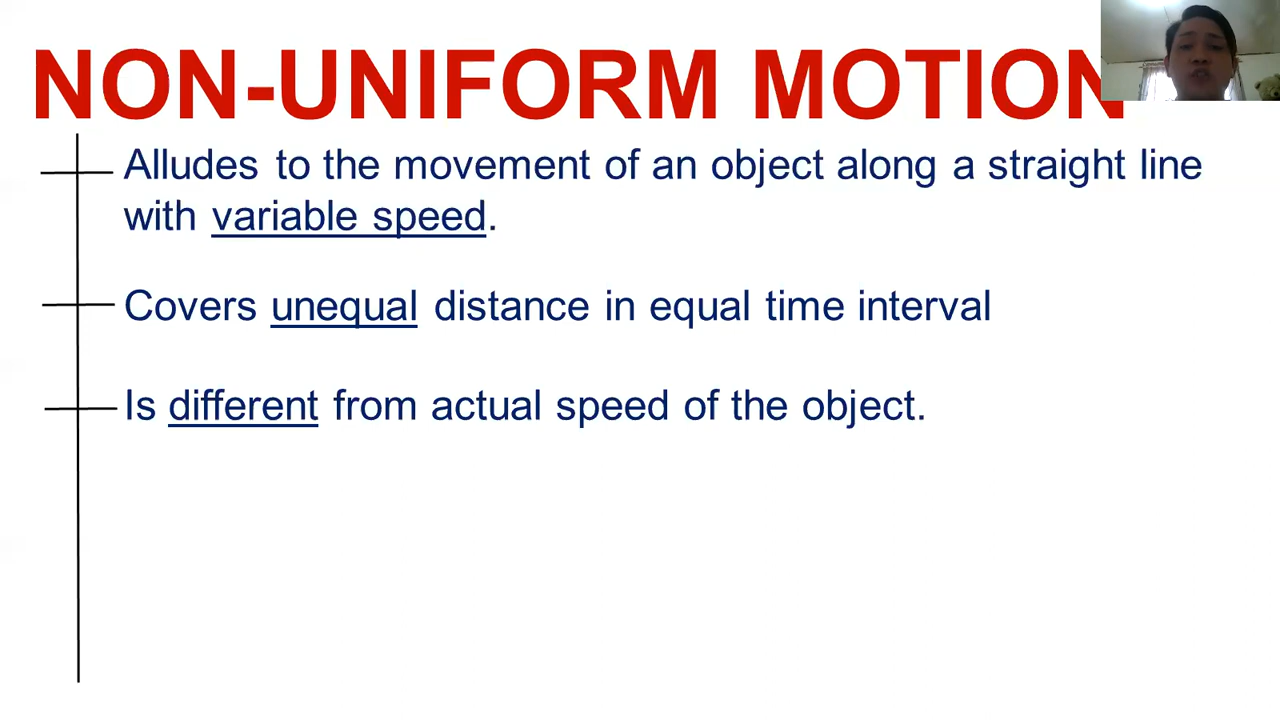 NON-UNIFORM MOTION
Alludes to the movement of an object along a straight line
with variable speed.
Covers unequal distance in equal time interval
Is different from actual speed of the object.